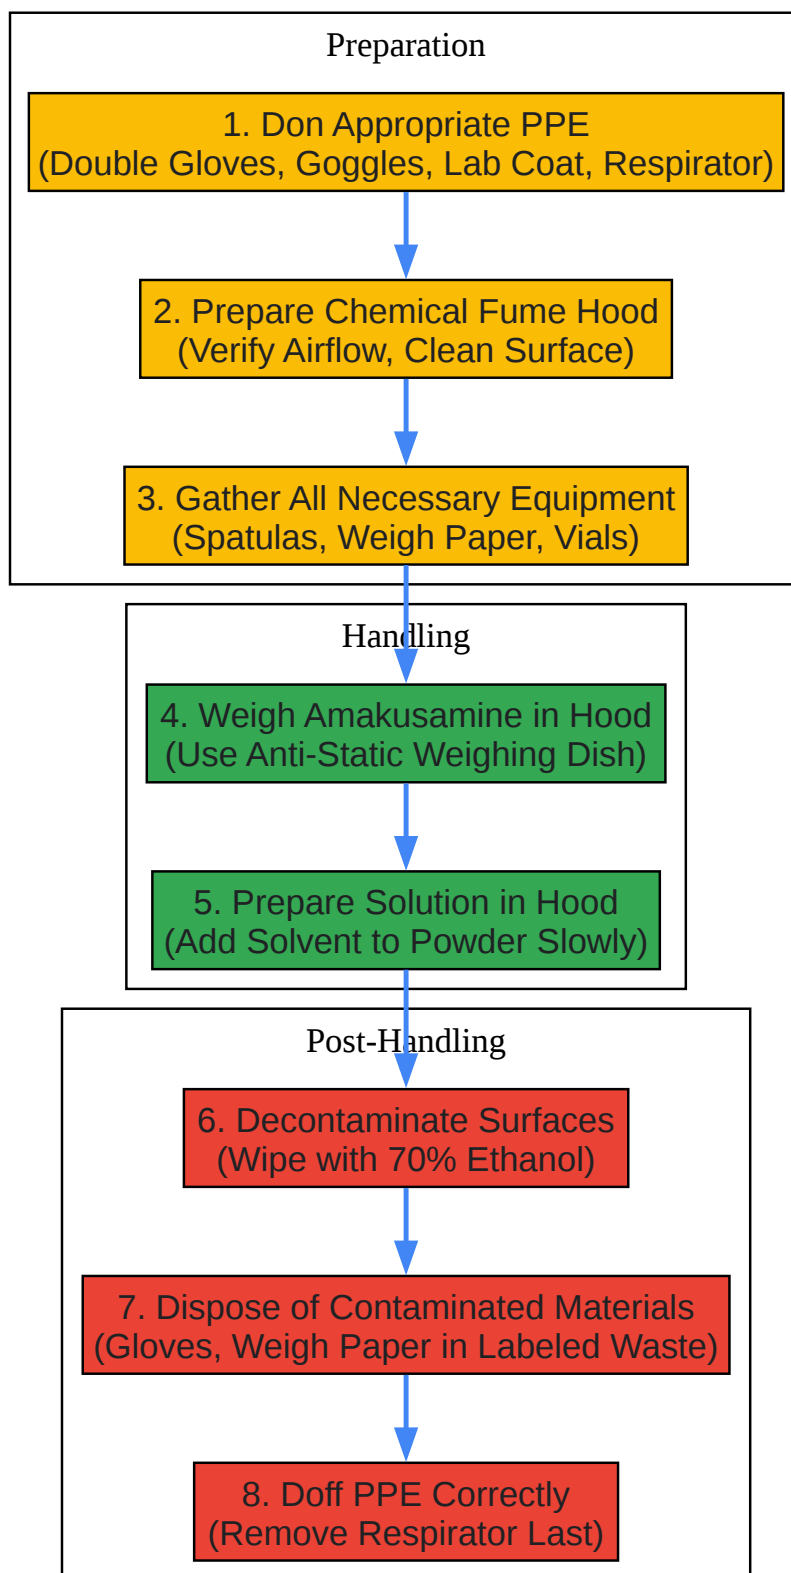 Preparation
1. Don Appropriate PPE
(Double Gloves, Goggles, Lab Coat, Respirator)
2. Prepare Chemical Fume Hood
(Verify Airflow, Clean Surface)
3. Gather All Necessary Equipment
(Spatulas, Weigh Paper, Vials)
Handling
4. Weigh Amakusamine in Hood
(Use Anti-Static Weighing Dish)
5. Prepare Solution in Hood
(Add Solvent to Powder Slowly)
Post-Handling
6. Decontaminate Surfaces
(Wipe with 70% Ethanol)
7. Dispose of Contaminated Materials
(Gloves, Weigh Paper in Labeled Waste)
8. Doff PPE Correctly
(Remove Respirator Last)